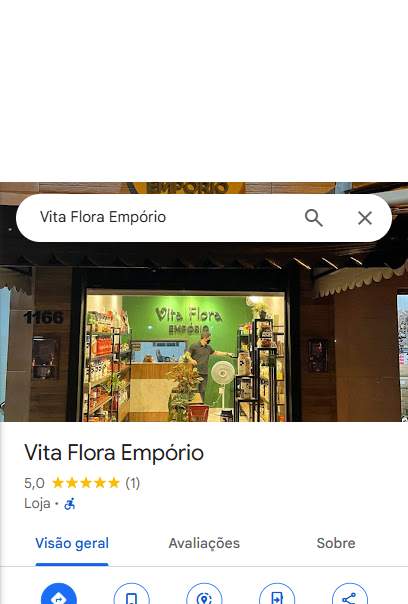 EMPÓRIO
Vita Flora Empório
1166
Vita Flora
EMPÓRIO
Vita Flora Empório
5,0 (1)
Loja ·
Visão geral Avaliações Sobre